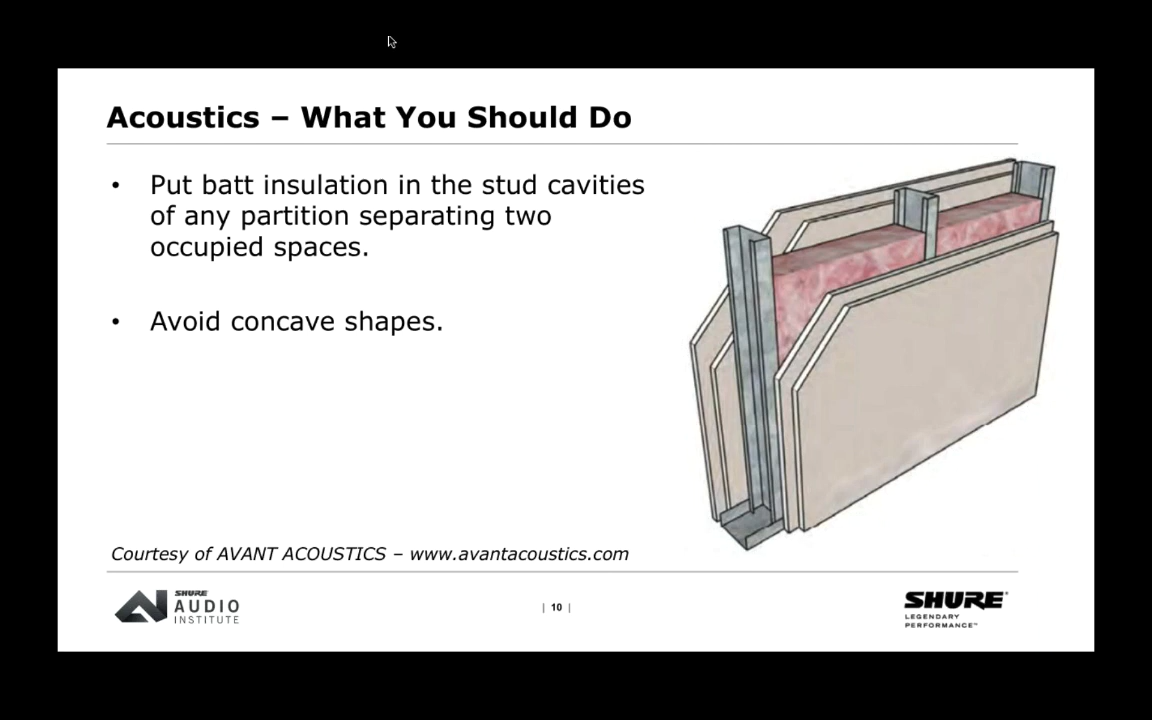 Acoustics – What You Should Do
• Put batt insulation in the stud cavities
of any partition separating two
occupied spaces.
• Avoid concave shapes.
Courtesy of AVANT ACOUSTICS – www.avantacoustics.com
SHURE
AUDIO
INSTITUTE
| 10 |
SHURE®
LEGENDARY
PERFORMANCE™